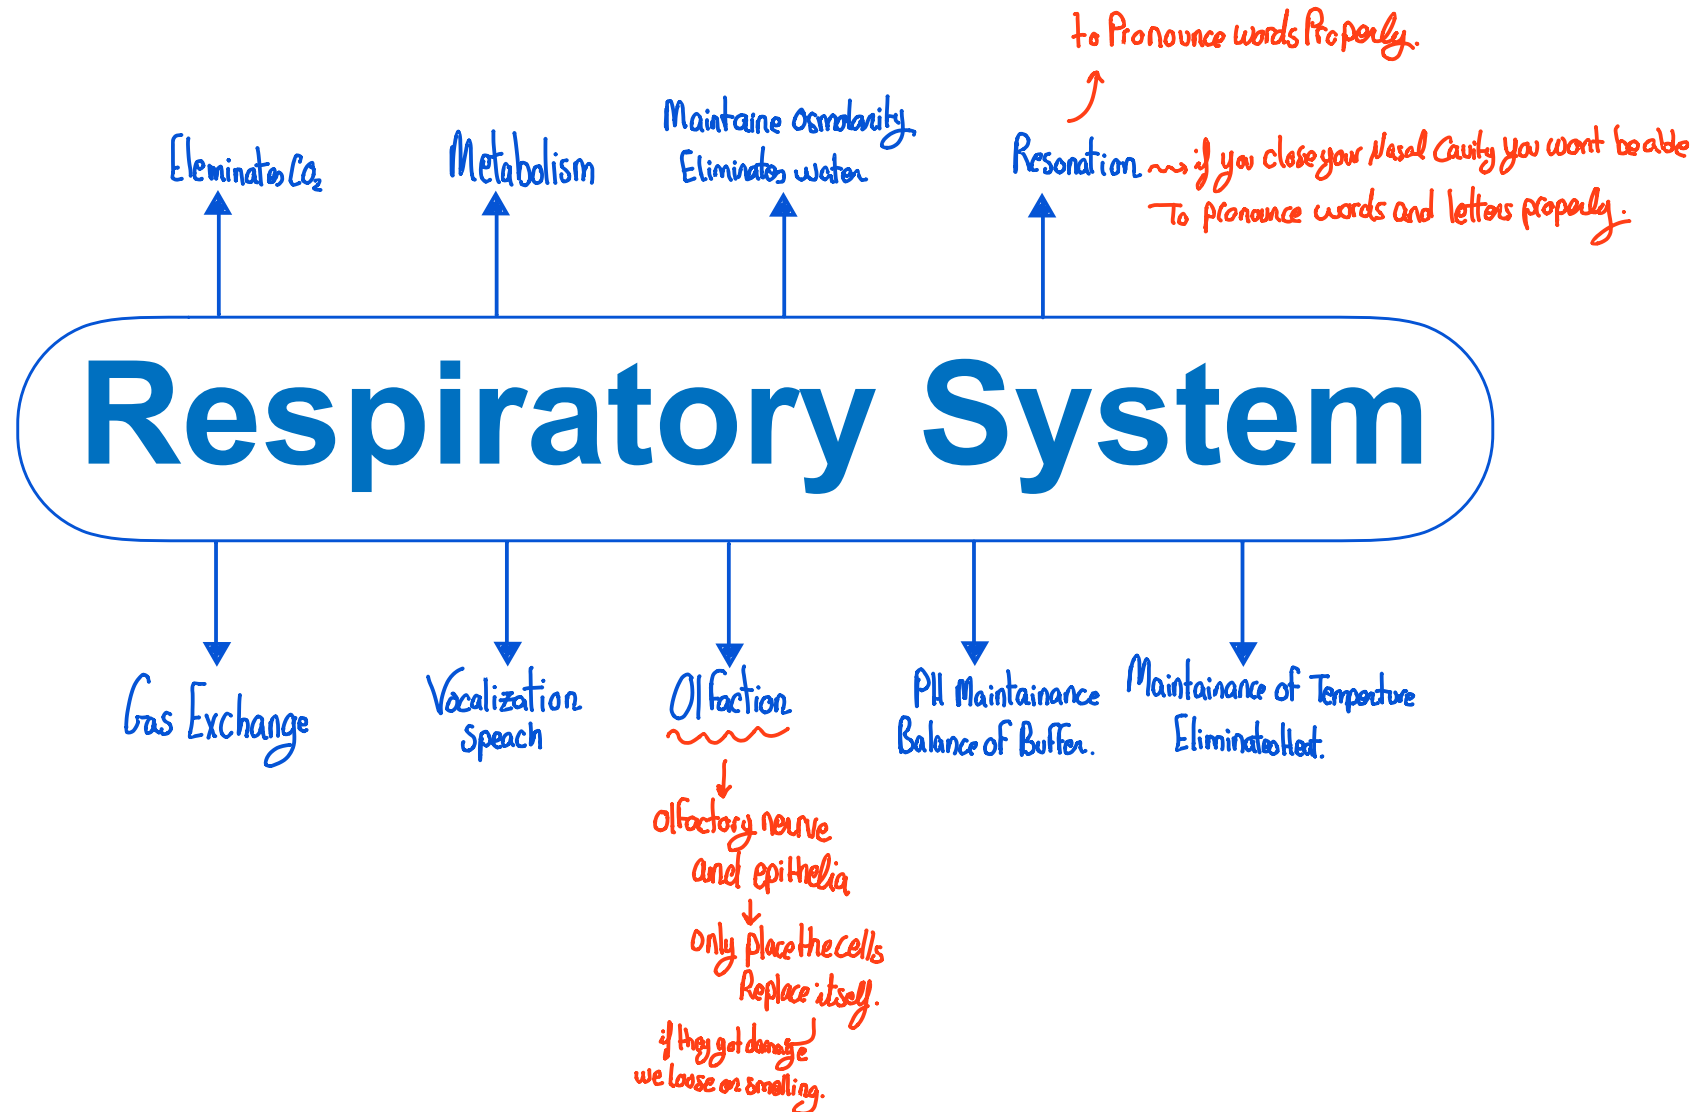 to Pronounce words Properly.
Eleminates CO₂
Metabolism
Maintaine Osmolarity
Eliminates water
Resonation
if you close your Nasal Cavity you wont be able
To pronounce words and letters properly.
Respiratory System
Gas Exchange
Vocalization
Speach
Olfaction
PH Maintainance
Balance of Buffer.
Maintainance of Temperture
Eliminates Heat.
olfactory nerve
and epithelia
only place the cells
Replace itself.
if they got damage
we loose our smelling.